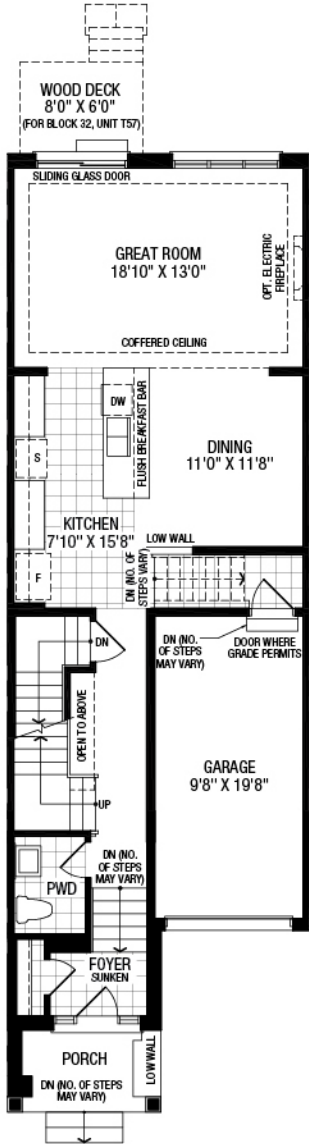 WOOD DECK
8'0" X 6'0"
(FOR BLOCK 32, UNIT T57)
SLIDING GLASS DOOR
GREAT ROOM
18'10" X 13'0"
OPT. ELECTRIC
FIREPLACE
COFFERED CEILING
DW
FLUSH BREAKFAST BAR
S
DINING
11'0" X 11'8"
KITCHEN
7'10" X 15'8"
LOW WALL
F
DN (NO. OF
STEPS VARY)
DN
DN (NO.
OF STEPS
MAY VARY)
DOOR WHERE
GRADE PERMITS
OPEN TO ABOVE
GARAGE
9'8" X 19'8"
UP
DN (NO.
OF STEPS
MAY VARY)
PWD
FOYER
SUNKEN
PORCH
LOW WALL
DN (NO. OF STEPS
MAY VARY)